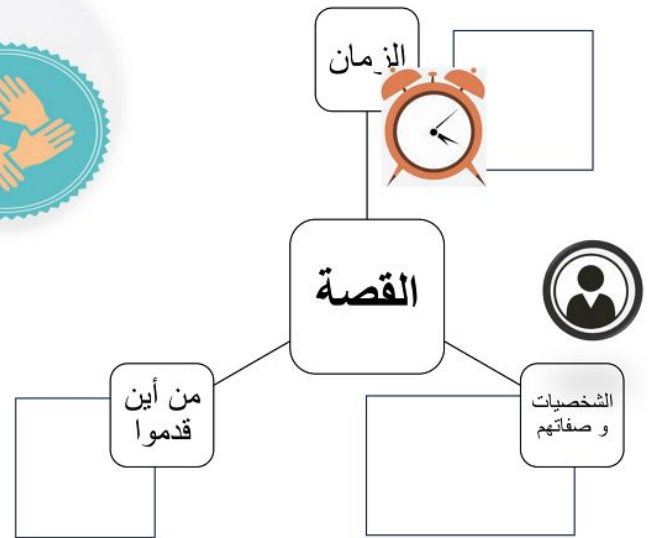 الزمان
القصة
من أين
قدموا
الشخصيات
و صفاتهم